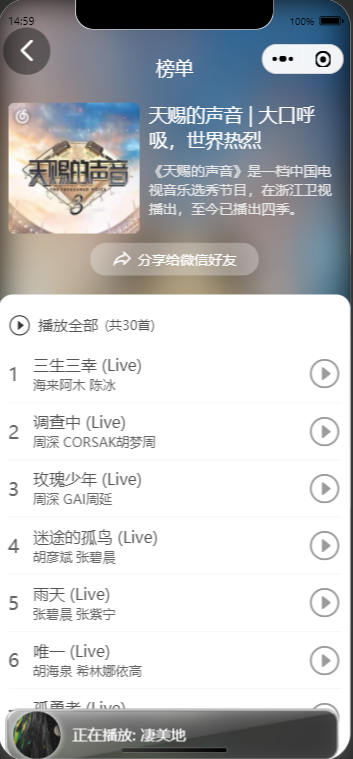 14:59
100%
榜单
天赐的声音 | 大口呼
吸，世界热烈
天赐的声音
3
《天赐的声音》是一档中国电
视音乐选秀节目，在浙江卫视
播出，至今已播出四季。
分享给微信好友
播放全部 (共30首)
1 三生三幸 (Live)
海来阿木 陈冰
2 调查中 (Live)
周深 CORSAK胡梦周
3 玫瑰少年 (Live)
周深 GAI周延
4 迷途的孤鸟 (Live)
胡彦斌 张碧晨
5 雨天 (Live)
张碧晨 张紫宁
6 唯一 (Live)
胡海泉 希林娜依高
孤勇者 (Live)
正在播放: 凄美地